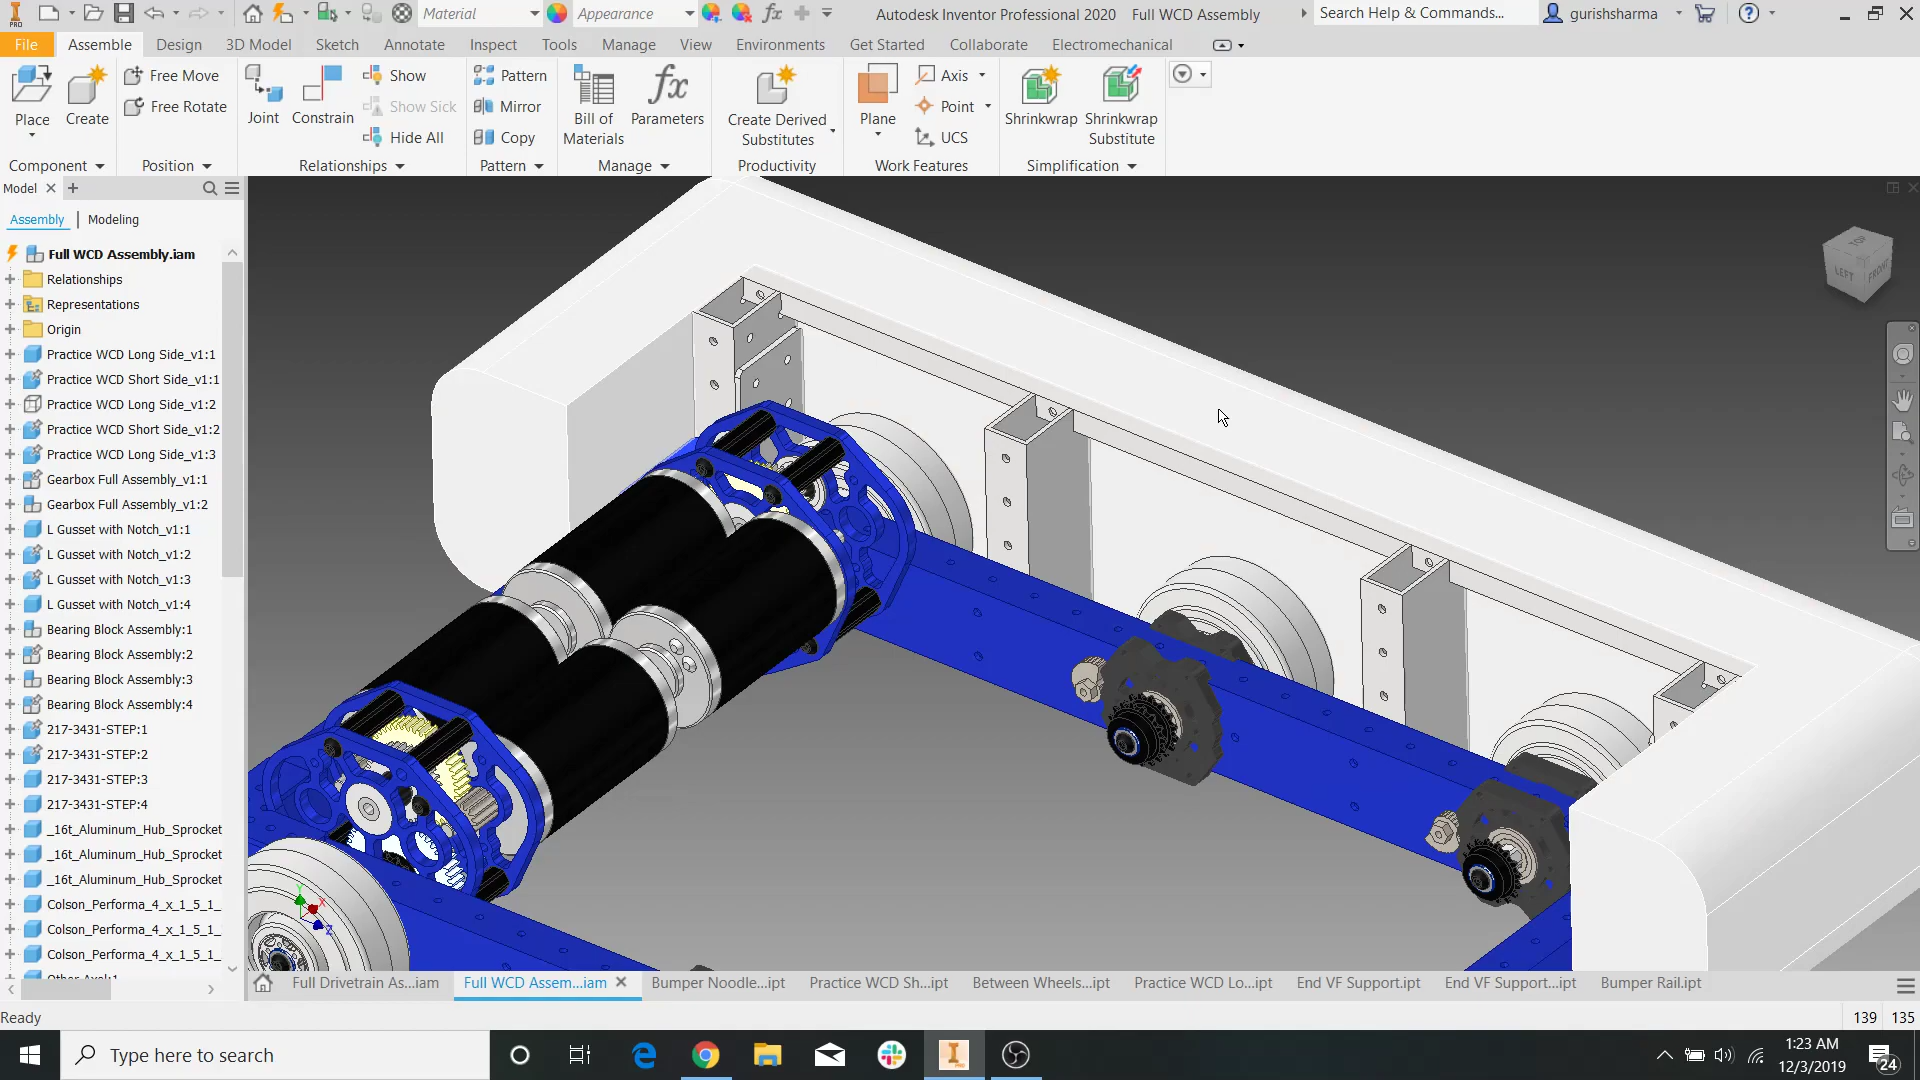 PRO
Material
Appearance
Autodesk Inventor Professional 2020 Full WCD Assembly
Search Help & Commands...
gurishsharma
File
Assemble
Design
3D Model
Sketch
Annotate
Inspect
Tools
Manage
View
Environments
Get Started
Collaborate
Electromechanical
Place
Create
Free Move
Free Rotate
Joint
Constrain
Show
Show Sick
Hide All
Pattern
Mirror
Copy
Bill of
Materials
Parameters
Create Derived
Substitutes
Plane
Axis
Point
UCS
Shrinkwrap
Shrinkwrap
Substitute
Component
Position
Relationships
Pattern
Manage
Productivity
Work Features
Simplification
Model
Assembly
Modeling
Full WCD Assembly.iam
Relationships
Representations
Origin
Practice WCD Long Side_v1:1
Practice WCD Short Side_v1:1
Practice WCD Long Side_v1:2
Practice WCD Short Side_v1:2
Practice WCD Long Side_v1:3
Gearbox Full Assembly_v1:1
Gearbox Full Assembly_v1:2
L Gusset with Notch_v1:1
L Gusset with Notch_v1:2
L Gusset with Notch_v1:3
L Gusset with Notch_v1:4
Bearing Block Assembly:1
Bearing Block Assembly:2
Bearing Block Assembly:3
Bearing Block Assembly:4
217-3431-STEP:1
217-3431-STEP:2
217-3431-STEP:3
217-3431-STEP:4
_16t_Aluminum_Hub_Sprocket
_16t_Aluminum_Hub_Sprocket
_16t_Aluminum_Hub_Sprocket
Colson_Performa_4_x_1_5_1_
Colson_Performa_4_x_1_5_1_
Colson_Performa_4_x_1_5_1_
Other Axel:1
TOP
LEFT
FRONT
Y
X
Z
Full Drivetrain As...iam
Full WCD Assem...iam
Bumper Noodle...ipt
Practice WCD Sh...ipt
Between Wheels...ipt
Practice WCD Lo...ipt
End VF Support.ipt
End VF Support...ipt
Bumper Rail.ipt
Ready
139 135
Type here to search
1:23 AM
12/3/2019
24